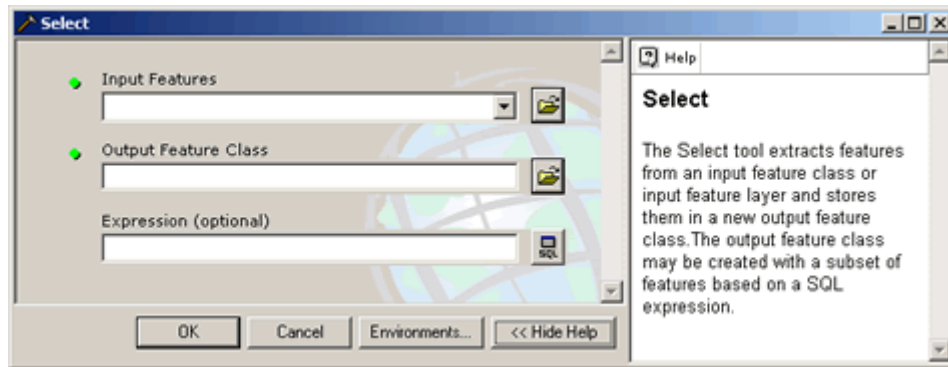 Select
Input Features
Output Feature Class
Expression (optional)
SQL
OK
Cancel
Environments...
<< Hide Help
Help
Select
The Select tool extracts features
from an input feature class or
input feature layer and stores
them in a new output feature
class.The output feature class
may be created with a subset of
features based on a SQL
expression.